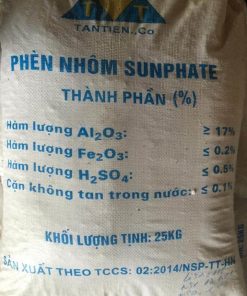 TANTIEN.,Co
PHÈN NHÔM SUNPHATE
THÀNH PHẦN (%)
Hàm lượng Al₂O₃: ≥ 17%
Hàm lượng Fe₂O₃: ≤ 0.2%
Hàm lượng H₂SO₄: ≤ 0.5%
Cặn không tan trong nước: ≤ 0.1%
KHỐI LƯỢNG TỊNH: 25KG
SẢN XUẤT THEO TCCS: 02:2014/NSP-TT-HN